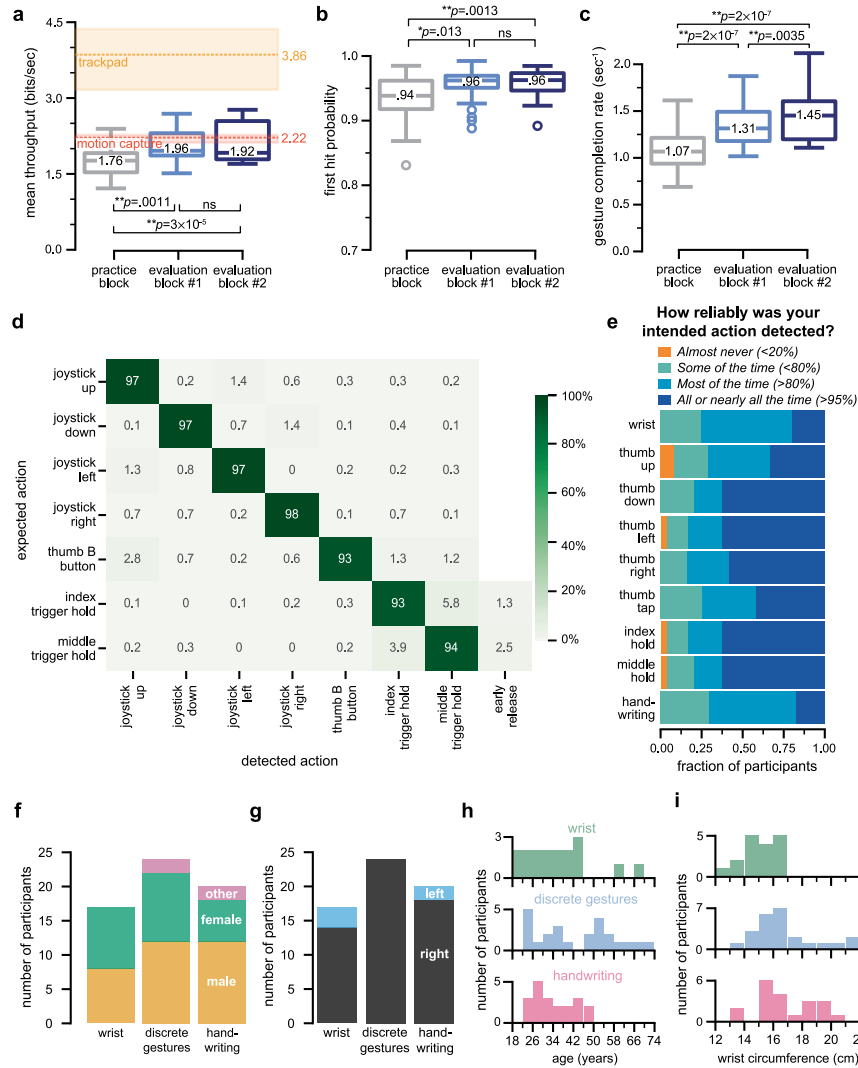 a
mean throughput (bits/sec)
4.5
3.0
1.5
0.0
trackpad
3.86
motion capture
2.22
1.76
1.96
1.92
**p=.0011
ns
**p=3×10⁻⁵
practice block
evaluation block #1
evaluation block #2
b
first hit probability
1.0
0.9
0.8
0.7
**p=.0013
*p=.013
ns
.94
.96
.96
practice block
evaluation block #1
evaluation block #2
c
gesture completion rate (sec⁻¹)
2.0
1.5
1.0
0.5
0.0
**p=2×10⁻⁷
**p=2×10⁻⁷
**p=.0035
1.07
1.31
1.45
practice block
evaluation block #1
evaluation block #2
d
expected action
joystick up
97 0.2 1.4 0.6 0.3 0.3 0.2
joystick down
0.1 97 0.7 1.4 0.1 0.4 0.1
joystick left
1.3 0.8 97 0 0.2 0.2 0.3
joystick right
0.7 0.7 0.2 98 0.1 0.7 0.1
thumb B button
2.8 0.7 0.2 0.6 93 1.3 1.2
index trigger hold
0.1 0 0.1 0.2 0.3 93 5.8 1.3
middle trigger hold
0.2 0.3 0 0 0.2 3.9 94 2.5
joystick up
joystick down
joystick left
joystick right
thumb B button
index trigger hold
middle trigger hold
early release
detected action
100%
80%
60%
40%
20%
0%
e
How reliably was your
intended action detected?
Almost never (<20%)
Some of the time (<80%)
Most of the time (>80%)
All or nearly all the time (>95%)
wrist
thumb up
thumb down
thumb left
thumb right
thumb tap
index hold
middle hold
hand-writing
0.00 0.25 0.50 0.75 1.00
fraction of participants
f
number of participants
25
20
15
10
5
0
other
female
male
wrist
discrete gestures
hand-writing
g
number of participants
25
20
15
10
5
0
left
right
wrist
discrete gestures
hand-writing
h
number of participants
wrist
3
0
discrete gestures
5
0
handwriting
5
0
18 26 34 42 50 58 66 74
age (years)
i
number of participants
5
0
7
0
6
0
12 14 16 18 20
wrist circumference (cm)